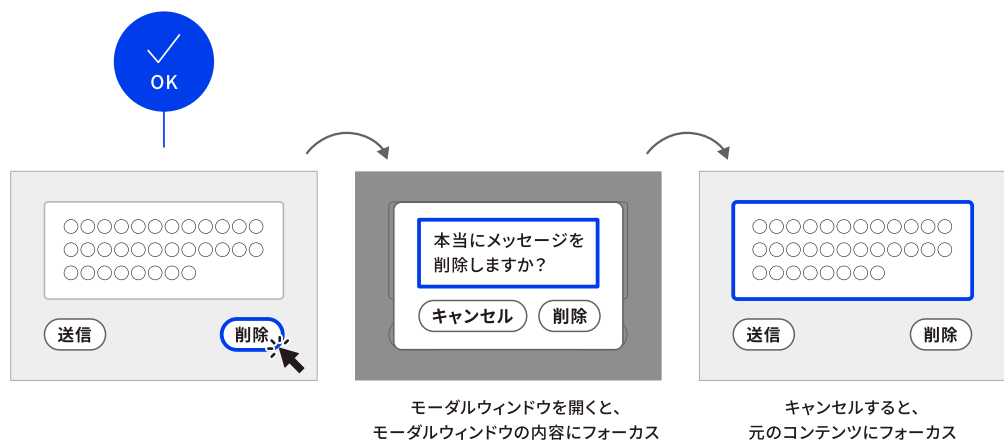 OK
○○○○○○○○○○○○
○○○○○○○○○○○○
○○○○○○○○
送信
削除
本当にメッセージを
削除しますか？
キャンセル
削除
モーダルウィンドウを開くと、
モーダルウィンドウの内容にフォーカス
○○○○○○○○○○○○
○○○○○○○○○○○○
○○○○○○○○
送信
削除
キャンセルすると、
元のコンテンツにフォーカス